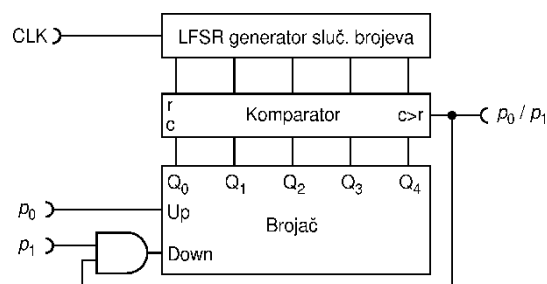 CLK
LFSR generator sluč. brojeva
r
c
Komparator
c>r
p0 / p1
Q0 Q1 Q2 Q3 Q4
p0
Up
Brojač
p1
Down